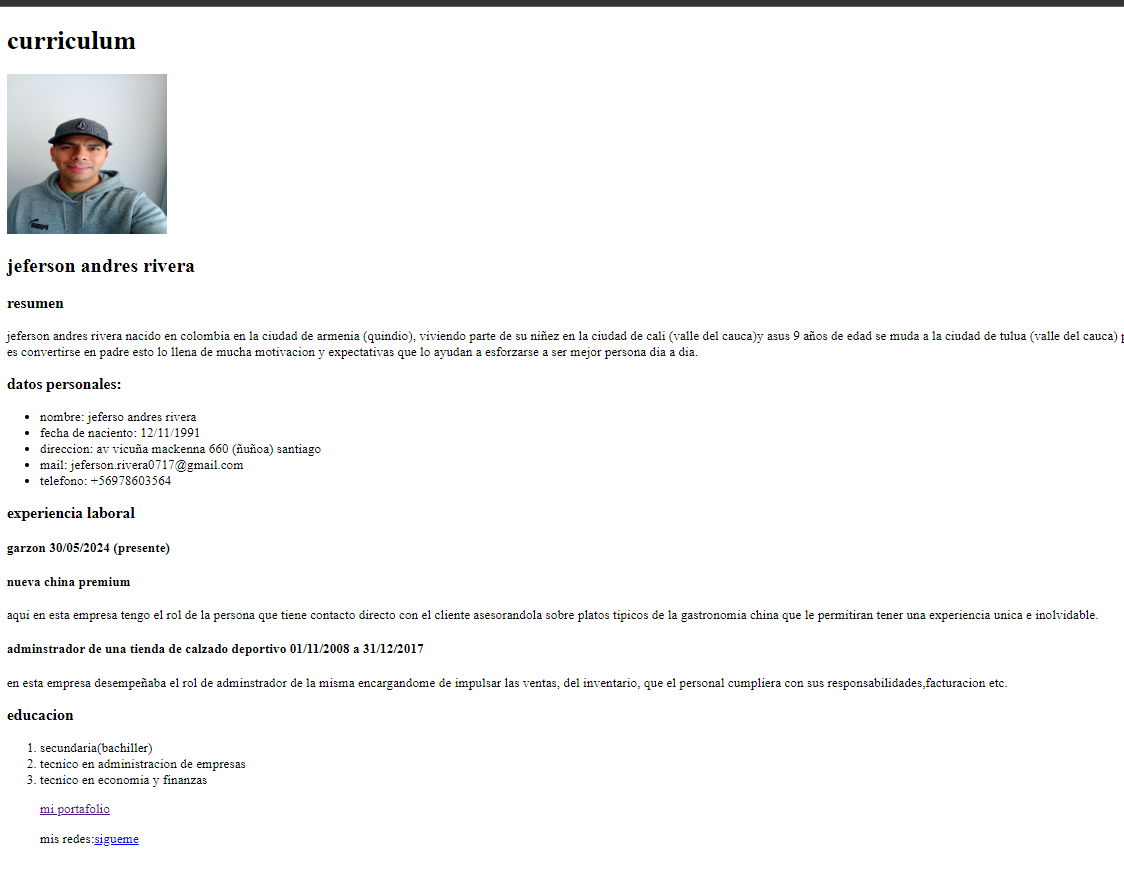 curriculum
jeferson andres rivera
resumen
jeferson andres rivera nacido en colombia en la ciudad de armenia (quindio), viviendo parte de su niñez en la ciudad de cali (valle del cauca)y asus 9 años de edad se muda a la ciudad de tulua (valle del cauca)
es convertirse en padre esto lo llena de mucha motivacion y expectativas que lo ayudan a esforzarse a ser mejor persona dia a dia.
datos personales:
nombre: jeferso andres rivera
fecha de naciento: 12/11/1991
direccion: av vicuña mackenna 660 (ñuñoa) santiago
mail: jeferson.rivera0717@gmail.com
telefono: +56978603564
experiencia laboral
garzon 30/05/2024 (presente)
nueva china premium
aqui en esta empresa tengo el rol de la persona que tiene contacto directo con el cliente asesorandola sobre platos tipicos de la gastronomia china que le permitiran tener una experiencia unica e inolvidable.
adminstrador de una tienda de calzado deportivo 01/11/2008 a 31/12/2017
en esta empresa desempeñaba el rol de adminstrador de la misma encargandome de impulsar las ventas, del inventario, que el personal cumpliera con sus responsabilidades,facturacion etc.
educacion
1. secundaria(bachiller)
2. tecnico en administracion de empresas
3. tecnico en economia y finanzas
mi portafolio
mis redes:sigueme